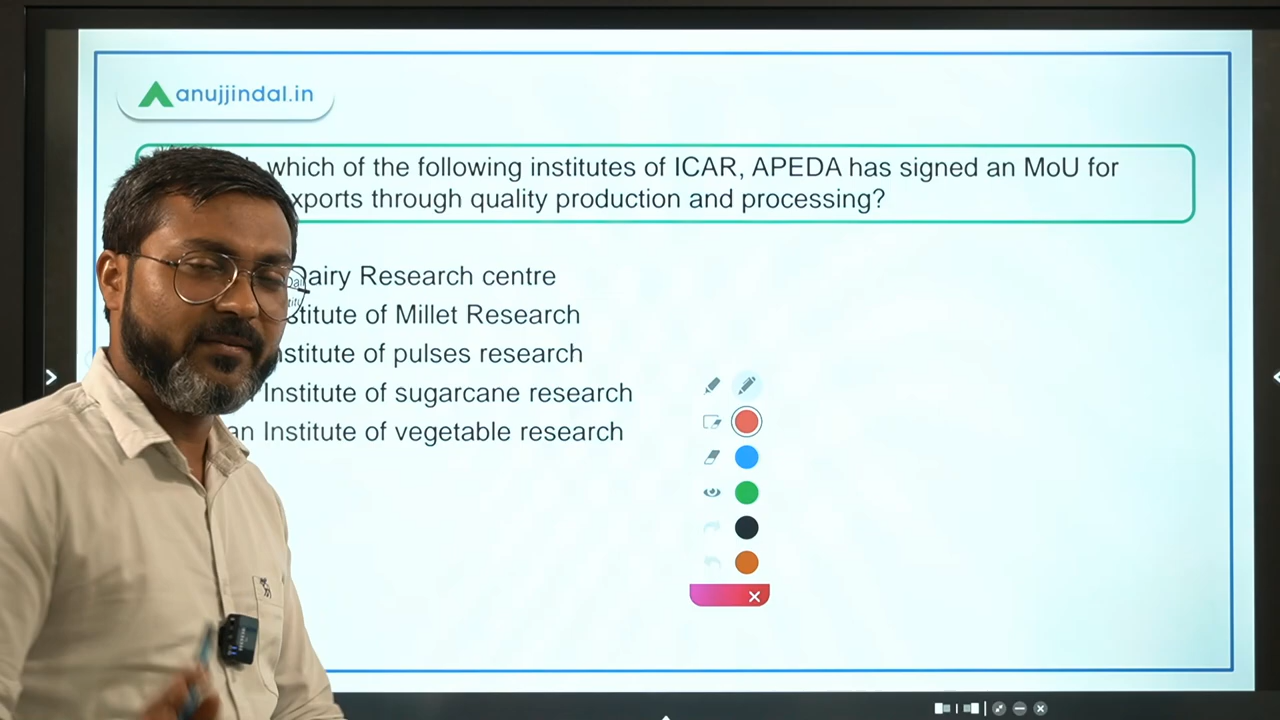 anujjindal.in
which of the following institutes of ICAR, APEDA has signed an MoU for
xports through quality production and processing?
Dairy Research centre
stitute of Millet Research
nstitute of pulses research
Institute of sugarcane research
an Institute of vegetable research